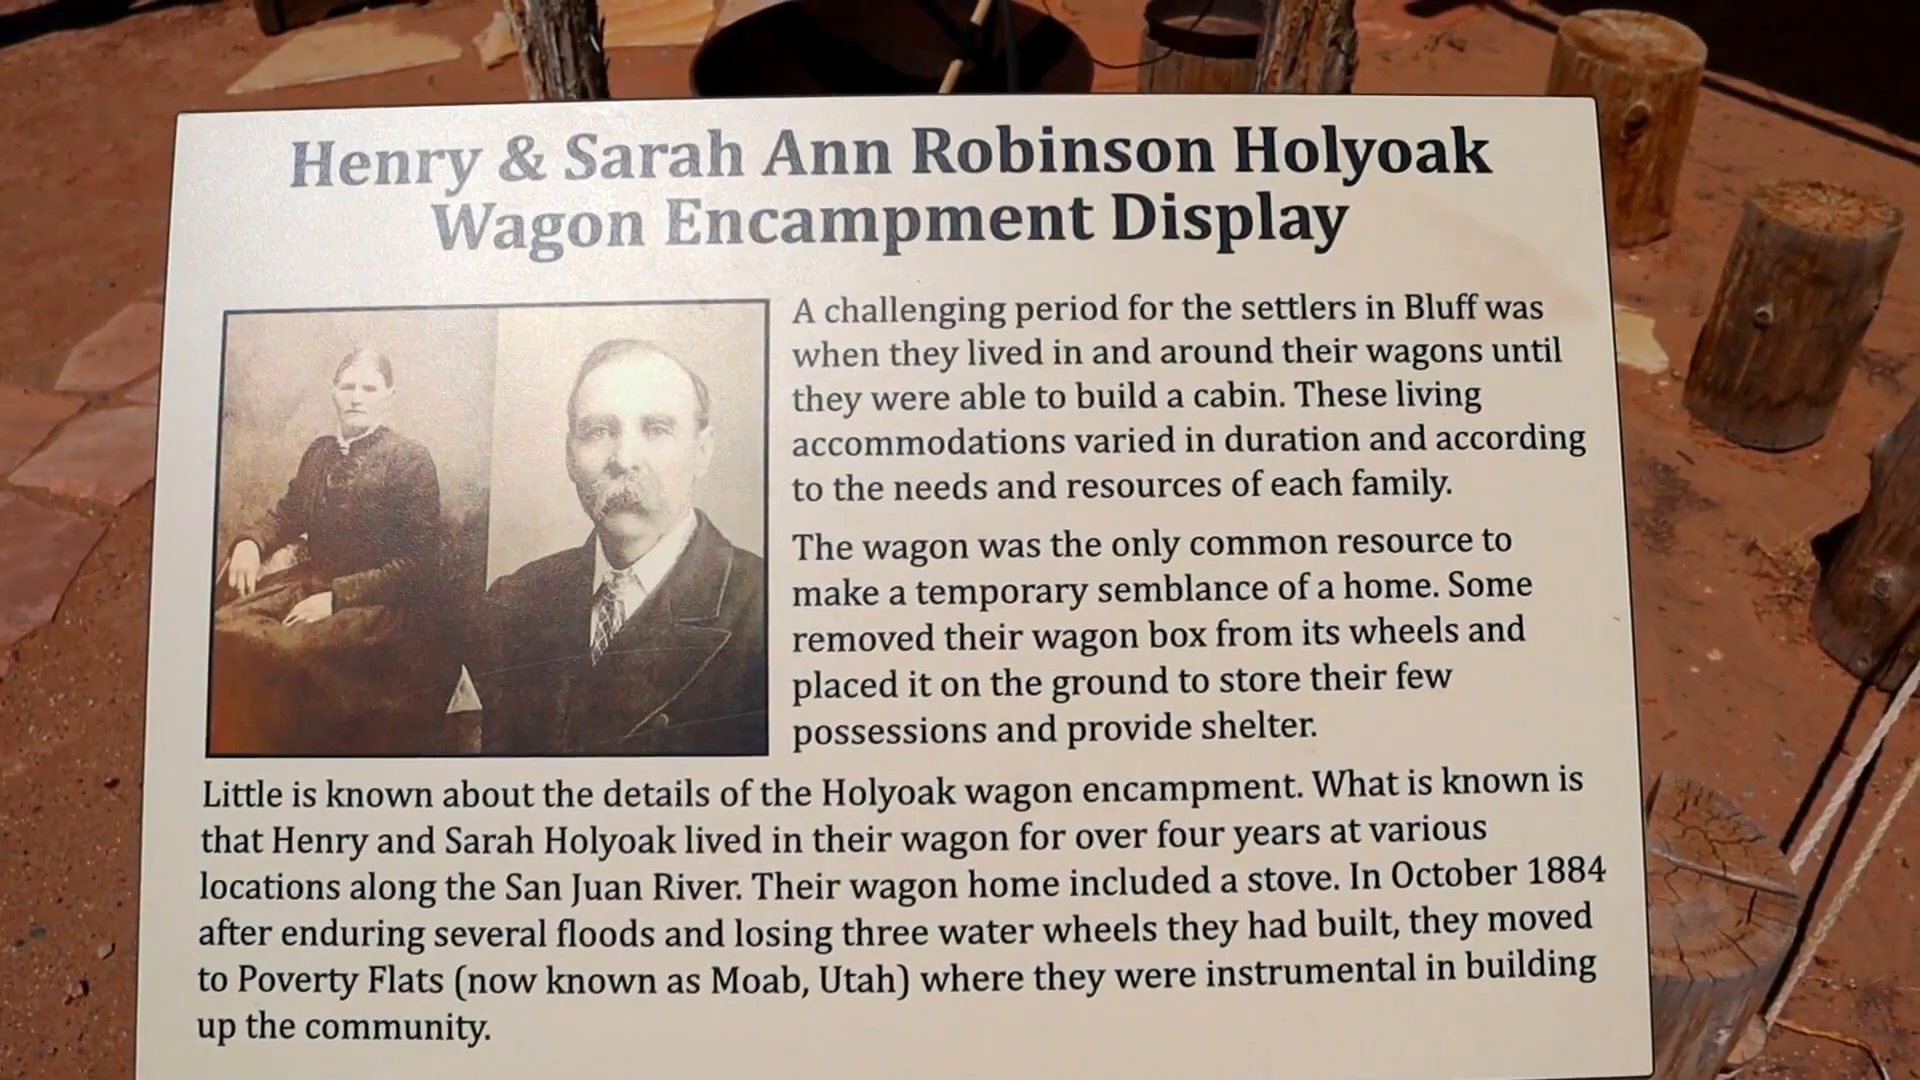 Henry & Sarah Ann Robinson Holyoak
Wagon Encampment Display
A challenging period for the settlers in Bluff was
when they lived in and around their wagons until
they were able to build a cabin. These living
accommodations varied in duration and according
to the needs and resources of each family.
The wagon was the only common resource to
make a temporary semblance of a home. Some
removed their wagon box from its wheels and
placed it on the ground to store their few
possessions and provide shelter.
Little is known about the details of the Holyoak wagon encampment. What is known is
that Henry and Sarah Holyoak lived in their wagon for over four years at various
locations along the San Juan River. Their wagon home included a stove. In October 1884
after enduring several floods and losing three water wheels they had built, they moved
to Poverty Flats (now known as Moab, Utah) where they were instrumental in building
up the community.